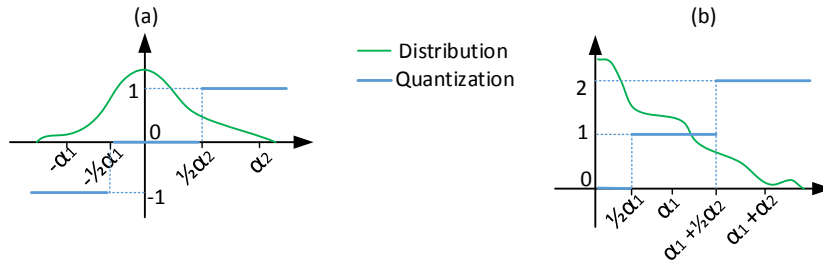 (a)
1
0
-1
-α1
-½α1
½α2
α2
Distribution
Quantization
(b)
2
1
0
½α1
α1
α1 +½α2
α1 +α2